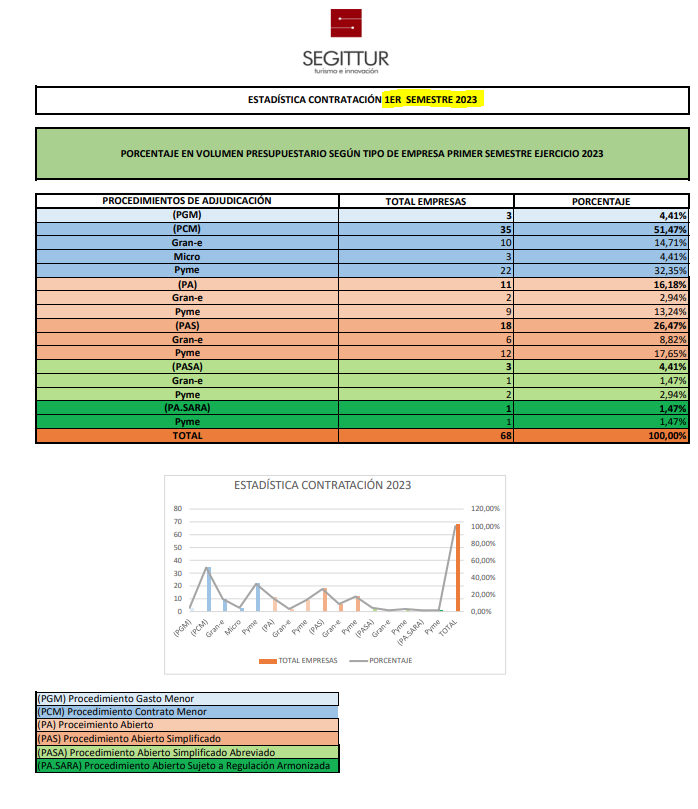 SEGITTUR
turismo e innovación
ESTADÍSTICA CONTRATACIÓN 1ER SEMESTRE 2023
PORCENTAJE EN VOLUMEN PRESUPUESTARIO SEGÚN TIPO DE EMPRESA PRIMER SEMESTRE EJERCICIO 2023
PROCEDIMIENTOS DE ADJUDICACIÓN TOTAL EMPRESAS PORCENTAJE
(PGM) 3 4,41%
(PCM) 35 51,47%
Gran-e 10 14,71%
Micro 3 4,41%
Pyme 22 32,35%
(PA) 11 16,18%
Gran-e 2 2,94%
Pyme 9 13,24%
(PAS) 18 26,47%
Gran-e 6 8,82%
Pyme 12 17,65%
(PASA) 3 4,41%
Gran-e 1 1,47%
Pyme 2 2,94%
(PA.SARA) 1 1,47%
Pyme 1 1,47%
TOTAL 68 100,00%
ESTADÍSTICA CONTRATACIÓN 2023
80 120,00%
70 100,00%
60 80,00%
50
40 60,00%
30 40,00%
20
10 20,00%
0 0,00%
(PGM) (PCM) Gran-e Micro Pyme (PA) Gran-e Pyme (PAS) Gran-e Pyme (PASA) Gran-e Pyme (PA.SARA) Pyme TOTAL
TOTAL EMPRESAS PORCENTAJE
(PGM) Procedimiento Gasto Menor
(PCM) Procedimiento Contrato Menor
(PA) Proceimiento Abierto
(PAS) Procedimiento Abierto Simplificado
(PASA) Procedimiento Abierto Simplificado Abreviado
(PA.SARA) Procedimiento Abierto Sujeto a Regulación Armonizada